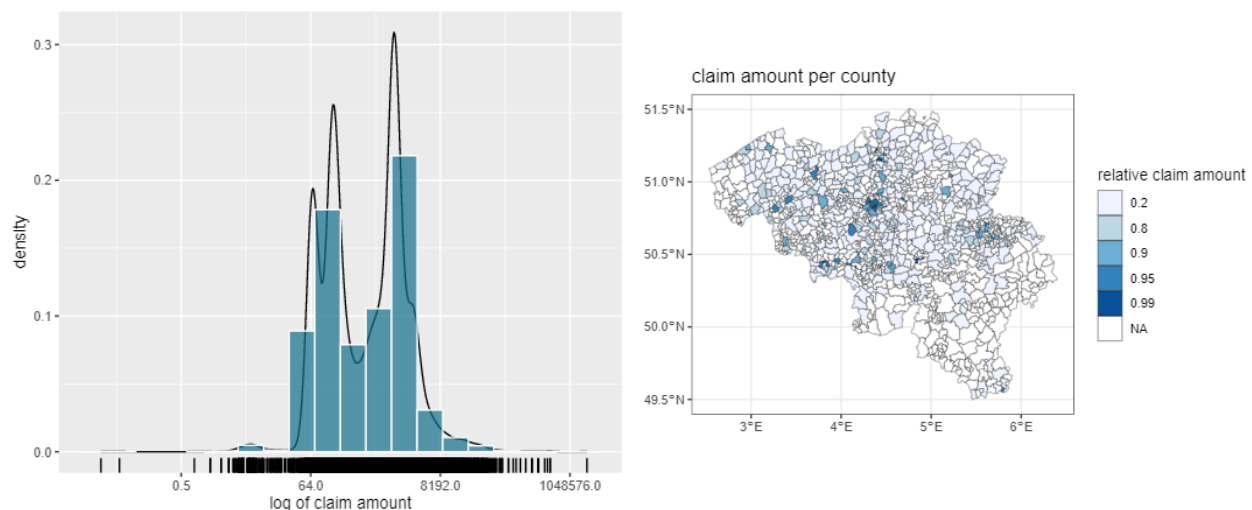 0.3
0.2
0.1
0.0
density
0.5
64.0
8192.0
1048576.0
log of claim amount
claim amount per county
51.5°N
51.0°N
50.5°N
50.0°N
49.5°N
3°E
4°E
5°E
6°E
relative claim amount
0.2
0.8
0.9
0.95
0.99
NA